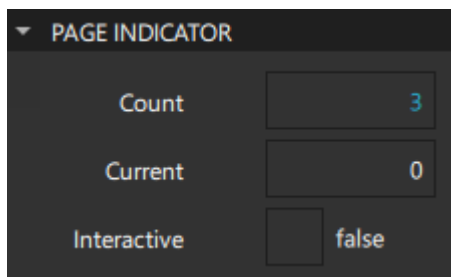 PAGE INDICATOR
Count 3
Current 0
Interactive false